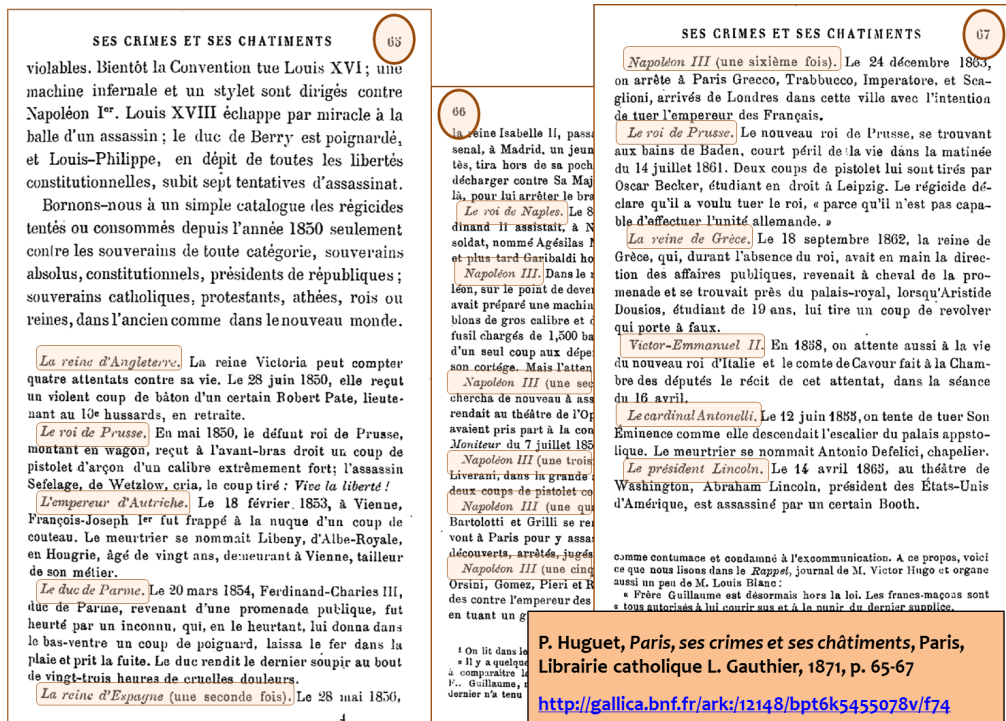 SES CRIMES ET SES CHATIMENTS 65
violables. Bientôt la Convention tue Louis XVI ; une
machine infernale et un stylet sont dirigés contre
Napoléon Ier. Louis XVIII échappe par miracle à la
balle d'un assassin ; le duc de Berry est poignardé,
et Louis-Philippe, en dépit de toutes les libertés
constitutionnelles, subit sept tentatives d'assassinat.
Bornons-nous à un simple catalogue des régicides
tentés ou consommés depuis l'année 1850 seulement
contre les souverains de toute catégorie, souverains
absolus, constitutionnels, présidents de républiques ;
souverains catholiques, protestants, athées, rois ou
reines, dans l'ancien comme dans le nouveau monde.
La reine d'Angleterre. La reine Victoria peut compter
quatre attentats contre sa vie. Le 28 juin 1850, elle reçut
un violent coup de bâton d'un certain Robert Pate, lieute-
nant au 10e hussards, en retraite.
Le roi de Prusse. En mai 1850, le défunt roi de Prusse,
montant en wagon, reçut à l'avant-bras droit un coup de
pistolet d'arçon d'un calibre extrêmement fort; l'assassin
Sefelage, de Wetzlow, cria, le coup tiré : Vive la liberté !
L'empereur d'Autriche. Le 18 février 1853, à Vienne,
François-Joseph Ier fut frappé à la nuque d'un coup de
couteau. Le meurtrier se nommait Libeny, d'Albe-Royale,
en Hongrie, âgé de vingt ans, demeurant à Vienne, tailleur
de son métier.
Le duc de Parme. Le 20 mars 1854, Ferdinand-Charles III,
duc de Parme, revenant d'une promenade publique, fut
heurté par un inconnu, qui, en le heurtant, lui donna dans
le bas-ventre un coup de poignard, laissa le fer dans la
plaie et prit la fuite. Le duc rendit le dernier soupir au bout
de vingt-trois heures de cruelles douleurs.
La reine d'Espagne (une seconde fois). Le 28 mai 1856,
4
66
la reine Isabelle II, passa
senal, à Madrid, un jeun
tès, tira hors de sa poch
décharger contre Sa Maj
là, pour lui arrêter le bra
Le roi de Naples. Le 8
dinand II assistait, à N
soldat, nommé Agésilas M
et plus tard Garibaldi ho
Napoléon III. Dans le
léon, sur le point de deve
avait préparé une machin
blons de gros calibre et d
fusil chargés de 1,500 ba
d'un seul coup aux dépe
son cortége. Mais l'atten
Napoléon III (une sec
chercha de nouveau à ass
rendait au théâtre de l'Op
avaient pris part à la con
Moniteur du 7 juillet 185
Napoléon III (une trois
Liverani, dans la grande
deux coups de pistolet co
Napoléon III (une qu
Bartolotti et Grilli se ren
vont à Paris pour y assa
découverts, arrêtés, jugés
Napoléon III (une cinq
Orsini, Gomez, Pieri et R
des contre l'empereur des
en tuant un g
1 On lit dans le
« Il y a quelque
à comparaitre
F.. Guillaume,
dernier n'a tenu
SES CRIMES ET SES CHATIMENTS 67
Napoléon III (une sixième fois). Le 24 décembre 1863,
on arrête à Paris Grecco, Trabbucco, Imperatore, et Sca-
glioni, arrivés de Londres dans cette ville avec l'intention
de tuer l'empereur des Français.
Le roi de Prusse. Le nouveau roi de Prusse, se trouvant
aux bains de Baden, court péril de la vie dans la matinée
du 14 juillet 1861. Deux coups de pistolet lui sont tirés par
Oscar Becker, étudiant en droit à Leipzig. Le régicide dé-
clare qu'il a voulu tuer le roi, « parce qu'il n'est pas capa-
ble d'effectuer l'unité allemande. »
La reine de Grèce. Le 18 septembre 1862, la reine de
Grèce, qui, durant l'absence du roi, avait en main la direc-
tion des affaires publiques, revenait à cheval de la pro-
menade et se trouvait près du palais-royal, lorsqu'Aristide
Dousios, étudiant de 19 ans, lui tire un coup de revolver
qui porte à faux.
Victor-Emmanuel II. En 1858, on attente aussi à la vie
du nouveau roi d'Italie et le comte de Cavour fait à la Cham-
bre des députés le récit de cet attentat, dans la séance
du 16 avril.
Le cardinal Antonelli. Le 12 juin 1855, on tente de tuer Son
Éminence comme elle descendait l'escalier du palais appsto-
lique. Le meurtrier se nommait Antonio Defelici, chapelier.
Le président Lincoln. Le 14 avril 1865, au théâtre de
Washington, Abraham Lincoln, président des États-Unis
d'Amérique, est assassiné par un certain Booth.
comme contumace et condamné à l'excommunication. A ce propos, voici
ce que nous lisons dans le Rappel, journal de M. Victor Hugo et organe
aussi un peu de M. Louis Blanc :
« Frère Guillaume est désormais hors la loi. Les francs-maçons sont
« tous autorisés à lui courir sus et à le punir du dernier supplice.
P. Huguet, Paris, ses crimes et ses châtiments, Paris,
Librairie catholique L. Gauthier, 1871, p. 65-67
http://gallica.bnf.fr/ark:/12148/bpt6k5455078v/f74